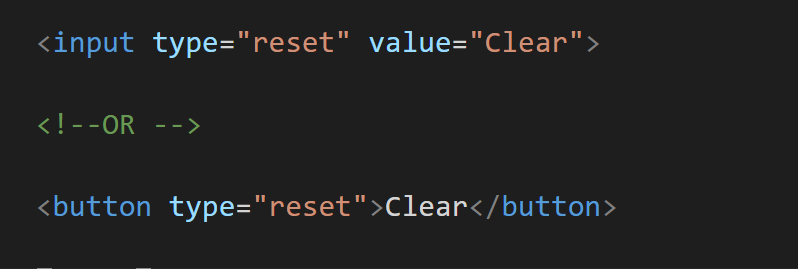 <input type="reset" value="Clear">
<!--OR -->
<button type="reset">Clear</button>